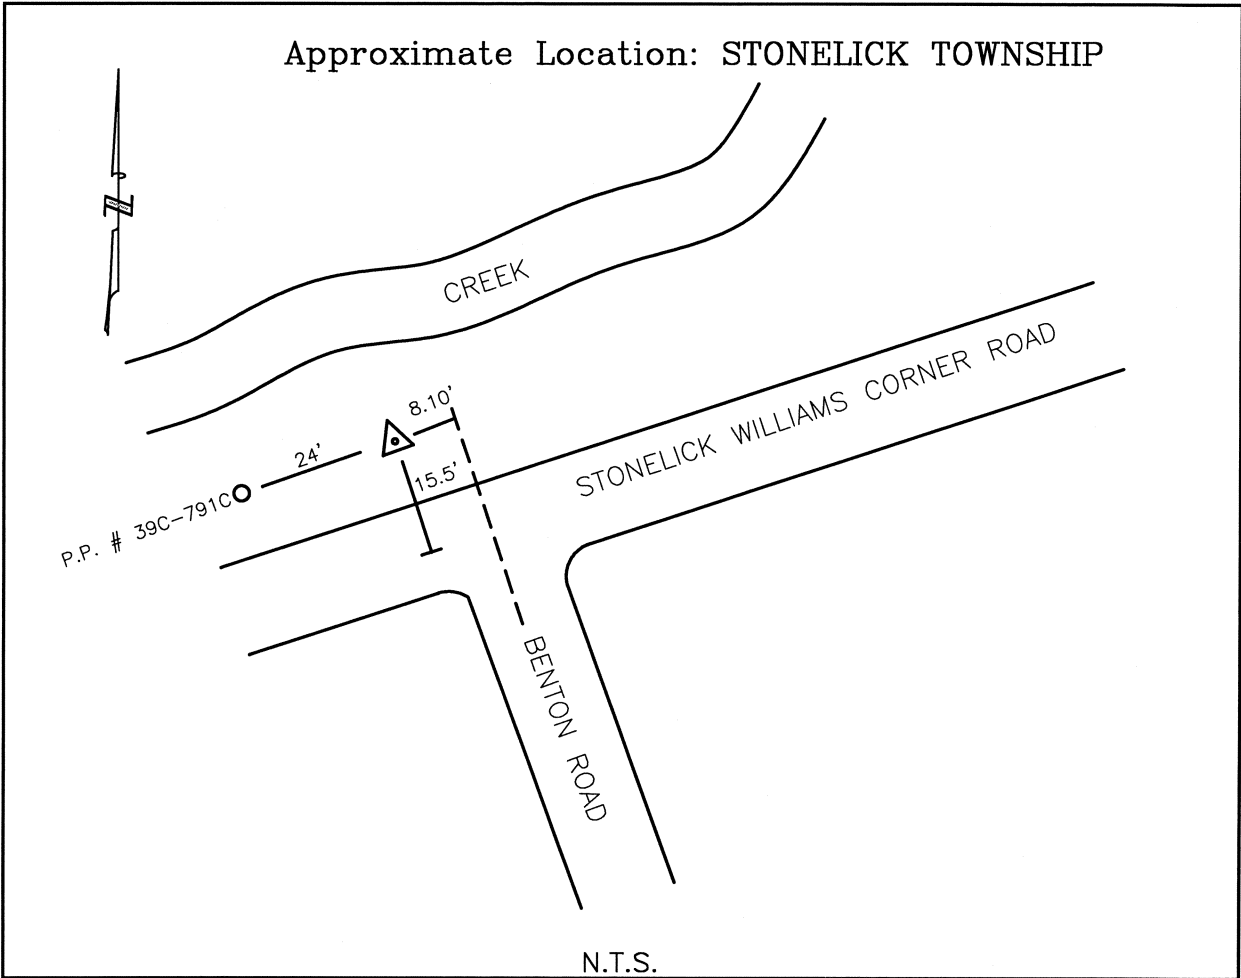 Approximate Location: STONELICK TOWNSHIP
N
CREEK
8.10'
24'
15.5'
P.P. # 39C-791C
STONELICK WILLIAMS CORNER ROAD
BENTON ROAD
N.T.S.